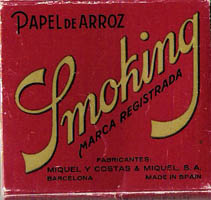 PAPEL DE ARROZ
Smoking
MARCA REGISTRADA
FABRICANTES:
MIQUEL Y COSTAS & MIQUEL, S. A.
BARCELONA MADE IN SPAIN